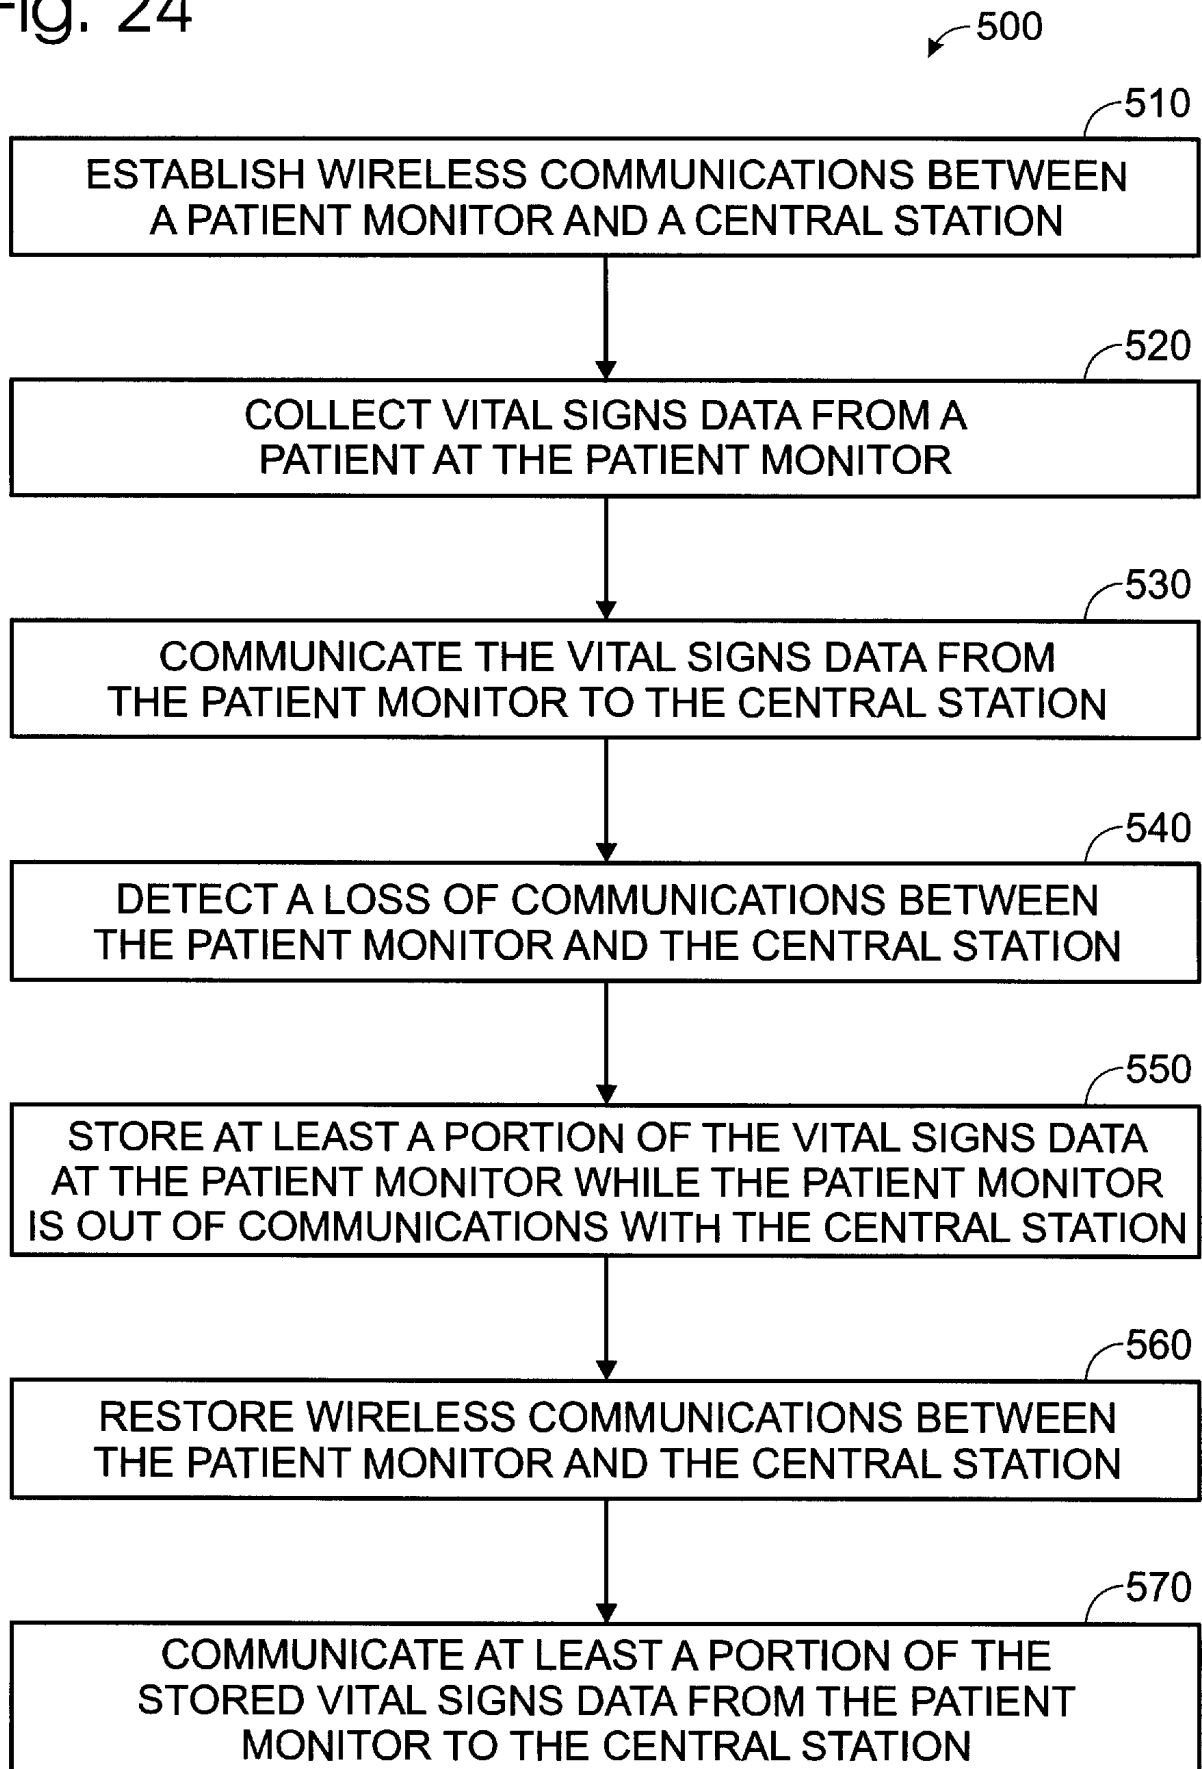 Fig. 24
500
510
ESTABLISH WIRELESS COMMUNICATIONS BETWEEN
A PATIENT MONITOR AND A CENTRAL STATION
520
COLLECT VITAL SIGNS DATA FROM A
PATIENT AT THE PATIENT MONITOR
530
COMMUNICATE THE VITAL SIGNS DATA FROM
THE PATIENT MONITOR TO THE CENTRAL STATION
540
DETECT A LOSS OF COMMUNICATIONS BETWEEN
THE PATIENT MONITOR AND THE CENTRAL STATION
550
STORE AT LEAST A PORTION OF THE VITAL SIGNS DATA
AT THE PATIENT MONITOR WHILE THE PATIENT MONITOR
IS OUT OF COMMUNICATIONS WITH THE CENTRAL STATION
560
RESTORE WIRELESS COMMUNICATIONS BETWEEN
THE PATIENT MONITOR AND THE CENTRAL STATION
570
COMMUNICATE AT LEAST A PORTION OF THE
STORED VITAL SIGNS DATA FROM THE PATIENT
MONITOR TO THE CENTRAL STATION